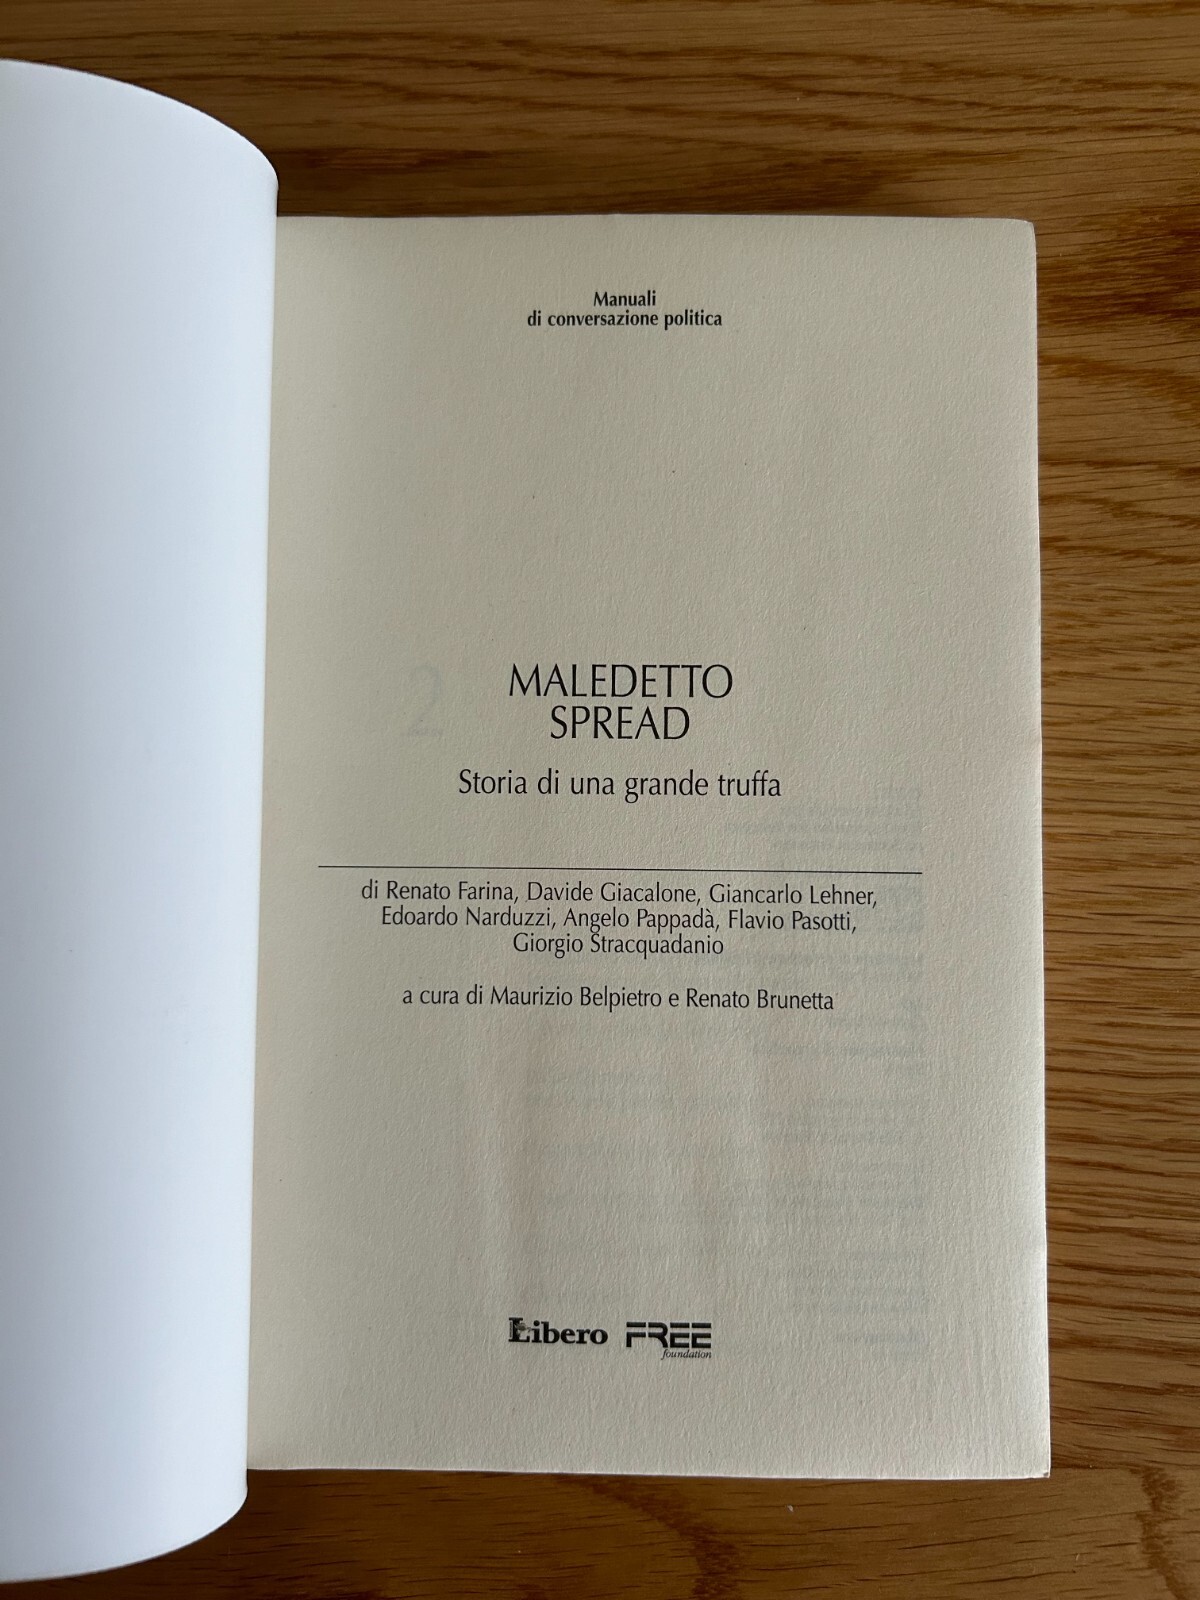 Manuali
di conversazione politica
MALEDETTO
SPREAD
Storia di una grande truffa
di Renato Farina, Davide Giacalone, Giancarlo Lehner,
Edoardo Narduzzi, Angelo Pappadà, Flavio Pasotti,
Giorgio Stracquadanio
a cura di Maurizio Belpietro e Renato Brunetta
Libero FREE
foundation